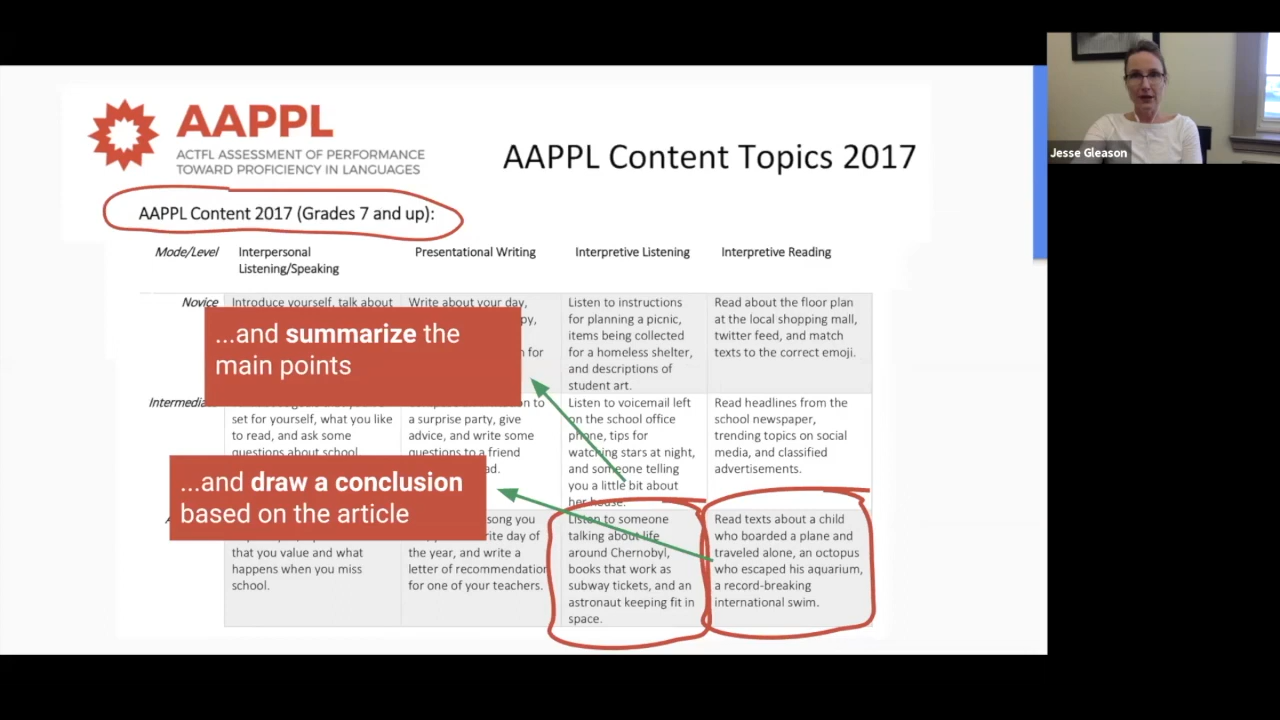 AAPPL
ACTFL ASSESSMENT OF PERFORMANCE
TOWARD PROFICIENCY IN LANGUAGES
AAPPL Content Topics 2017
Jesse Gleason
AAPPL Content 2017 (Grades 7 and up):
Mode/Level
Interpersonal
Listening/Speaking
Presentational Writing
Interpretive Listening
Interpretive Reading
Novice
Introduce yourself, talk about
Write about your day,
Listen to instructions
for planning a picnic,
items being collected
for a homeless shelter,
and descriptions of
student art.
Read about the floor plan
at the local shopping mall,
twitter feed, and match
texts to the correct emoji.
...and summarize the
main points
Intermediate
set for yourself, what you like
to read, and ask some
questions about school
to
a surprise party, give
advice, and write some
questions to a friend
Listen to voicemail left
on the school office
phone, tips for
watching stars at night,
and someone telling
you a little bit about
her house.
Read headlines from the
school newspaper,
trending topics on social
media, and classified
advertisements.
...and draw a conclusion
based on the article
that you value and what
happens when you miss
school.
song you
day of
the year, and write a
letter of recommendation
for one of your teachers.
Listen to someone
talking about life
around Chernobyl,
books that work as
subway tickets, and an
astronaut keeping fit in
space.
Read texts about a child
who boarded a plane and
traveled alone, an octopus
who escaped his aquarium,
a record-breaking
international swim.